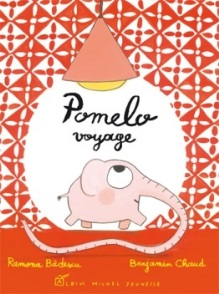 Pomelo
voyage
Ramona Bădescu
Benjamin Chaud
ALBIN MICHEL JEUNESSE